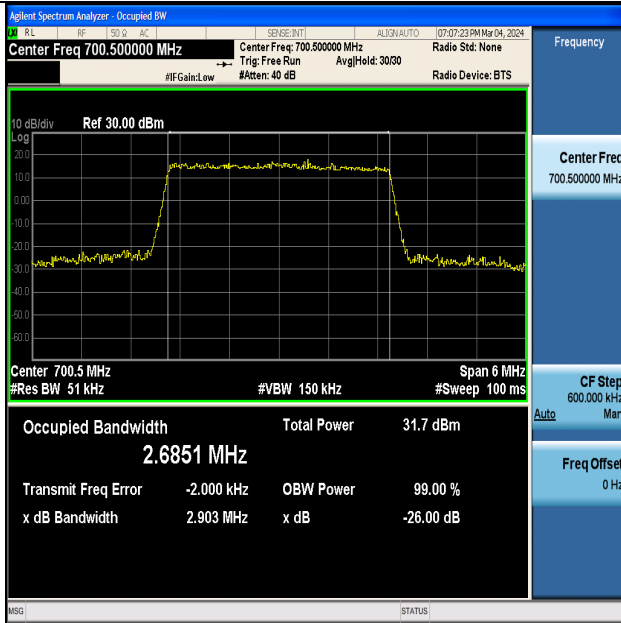 Agilent Spectrum Analyzer - Occupied BW
RL RF 50 Ω AC SENSE:INT ALIGN AUTO 07:07:23 PM Mar 04, 2024
Center Freq 700.500000 MHz
Center Freq: 700.500000 MHz Radio Std: None
Trig: Free Run Avg|Hold: 30/30
#IFGain:Low #Atten: 40 dB Radio Device: BTS
10 dB/div Ref 30.00 dBm
Log
20.0
10.0
0.00
-10.0
-20.0
-30.0
-40.0
-50.0
-60.0
Center 700.5 MHz Span 6 MHz
#Res BW 51 kHz #VBW 150 kHz #Sweep 100 ms
Occupied Bandwidth Total Power 31.7 dBm
2.6851 MHz
Transmit Freq Error -2.000 kHz OBW Power 99.00 %
x dB Bandwidth 2.903 MHz x dB -26.00 dB
MSG STATUS
Frequency
Center Freq
700.500000 MHz
CF Step
600.000 kHz
Auto Man
Freq Offset
0 Hz